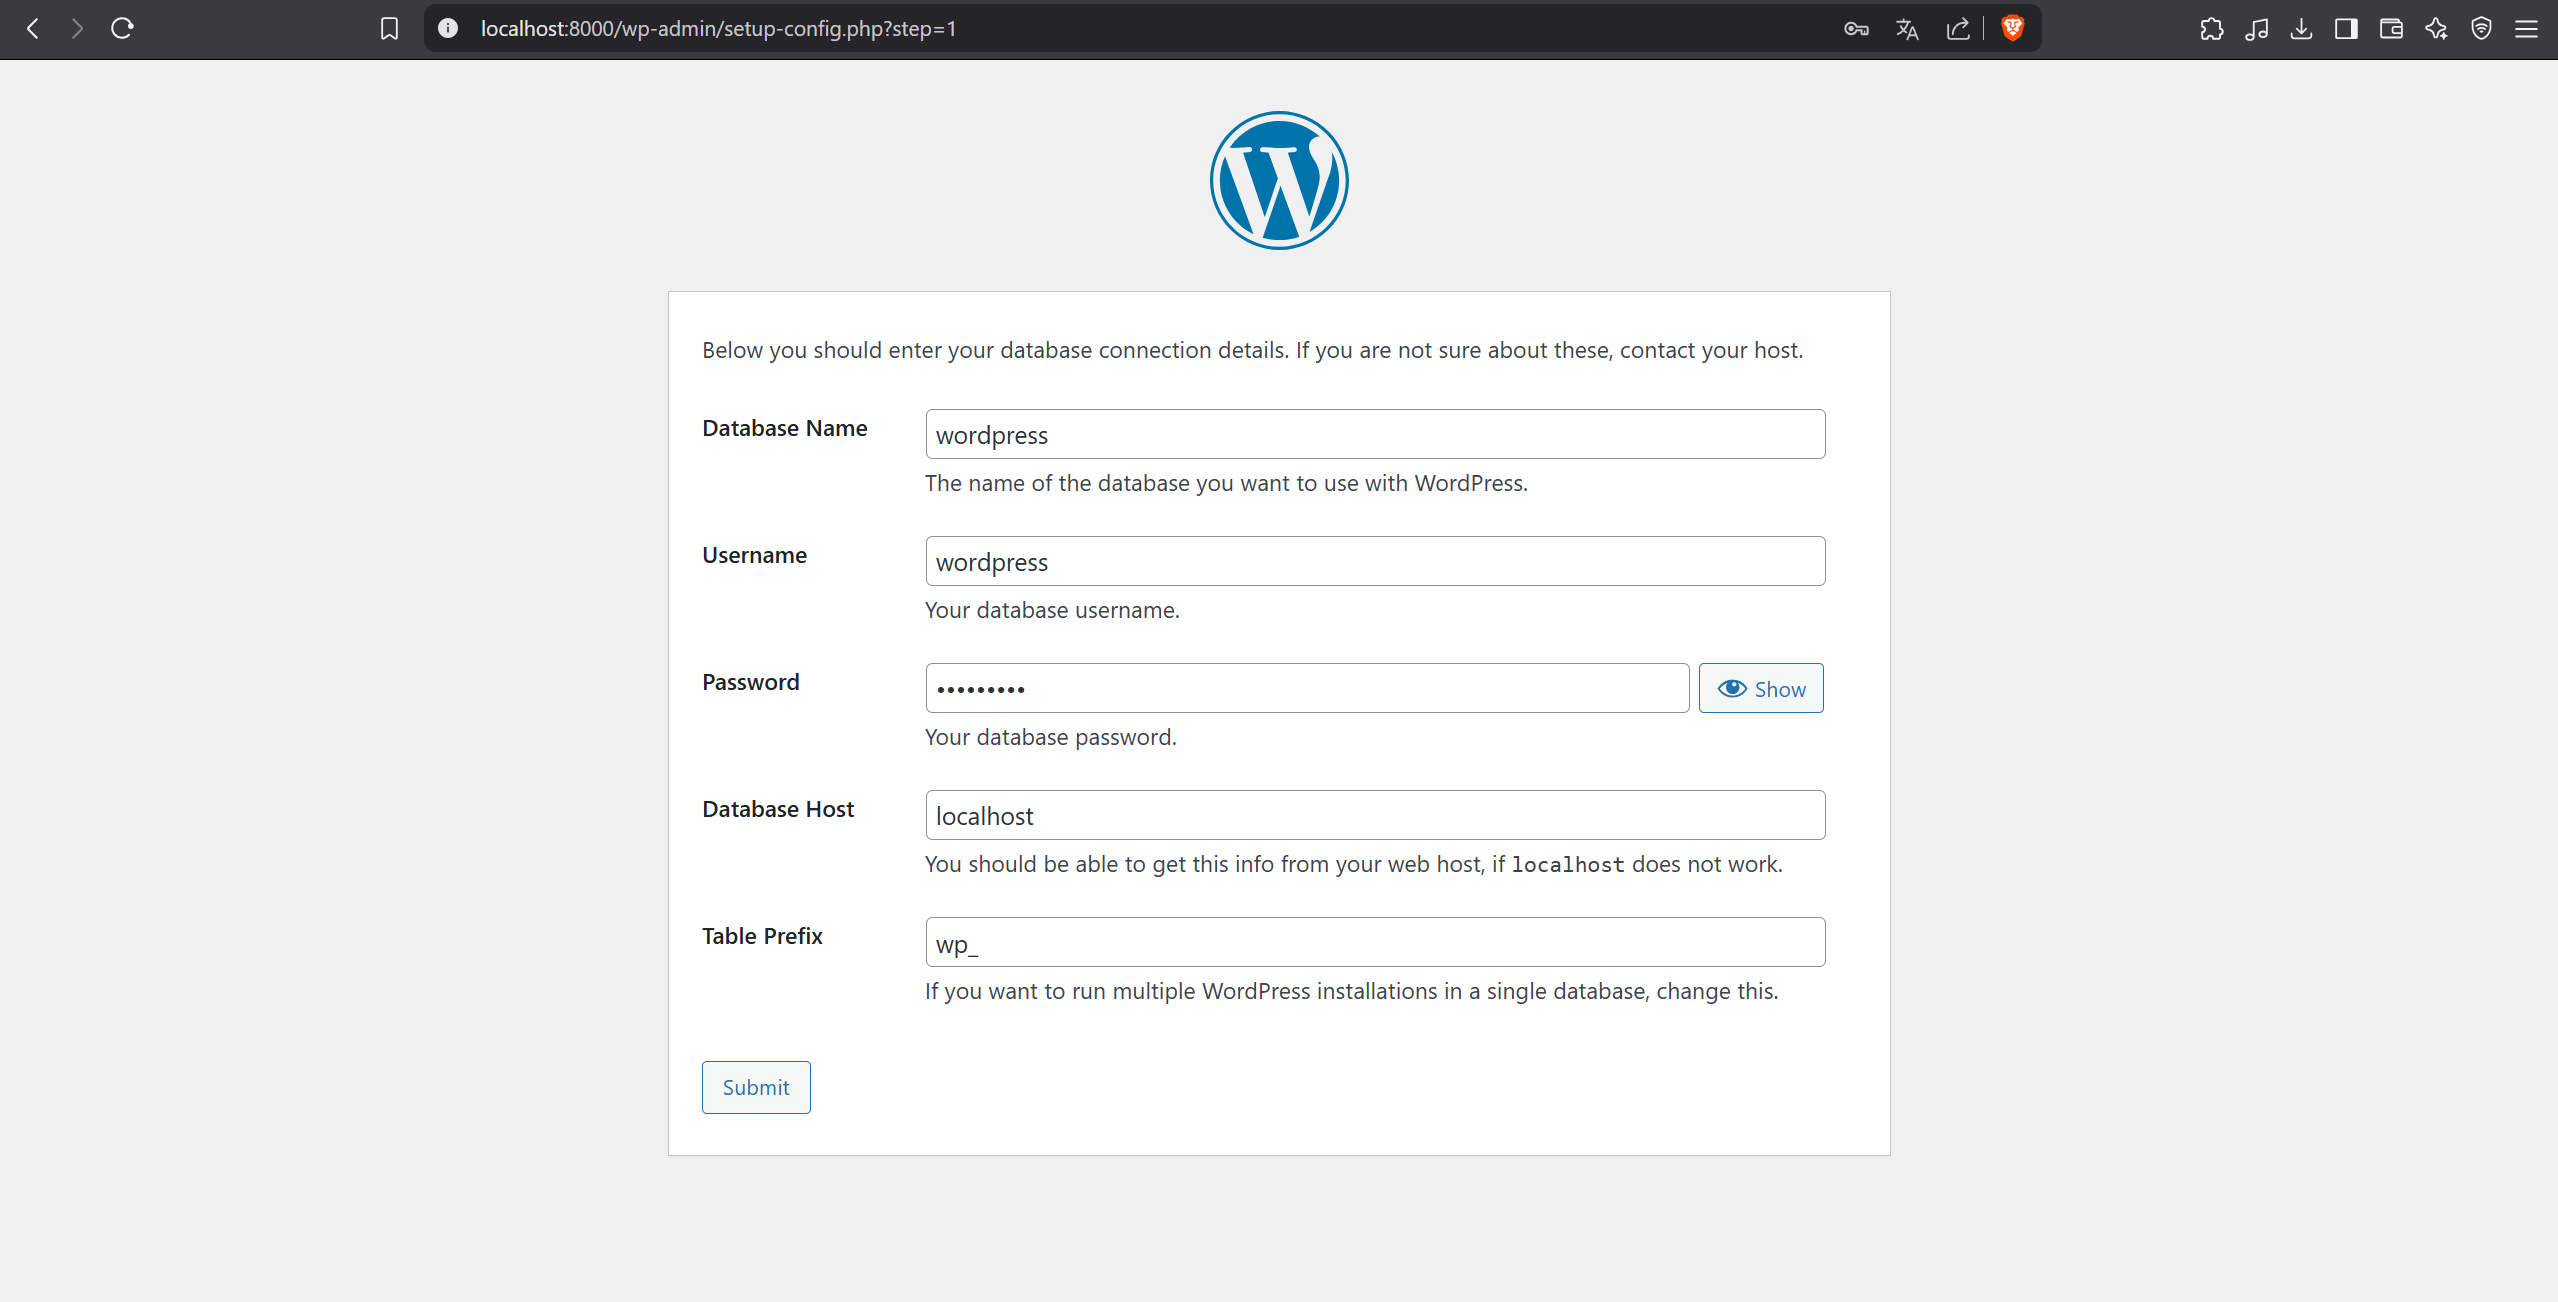 localhost:8000/wp-admin/setup-config.php?step=1
Below you should enter your database connection details. If you are not sure about these, contact your host.
Database Name
wordpress
The name of the database you want to use with WordPress.
Username
wordpress
Your database username.
Password
•••••••••
Show
Your database password.
Database Host
localhost
You should be able to get this info from your web host, if localhost does not work.
Table Prefix
wp_
If you want to run multiple WordPress installations in a single database, change this.
Submit